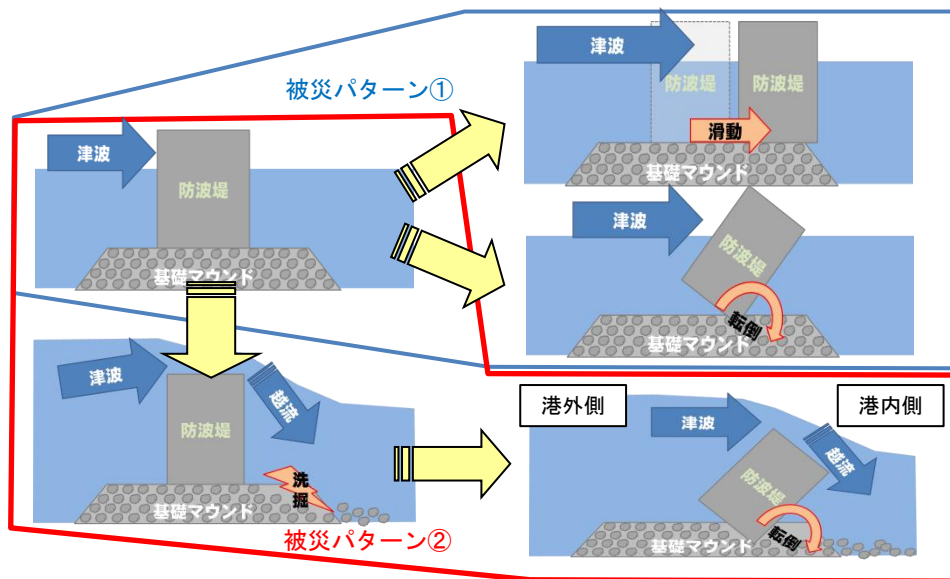 被災パターン①
津波
防波堤
基礎マウンド
津波
防波堤
防波堤
滑動
基礎マウンド
津波
防波堤
転倒
基礎マウンド
津波
越流
防波堤
洗
掘
基礎マウンド
被災パターン②
港外側
港内側
津波
越流
防波堤
転倒
基礎マウンド